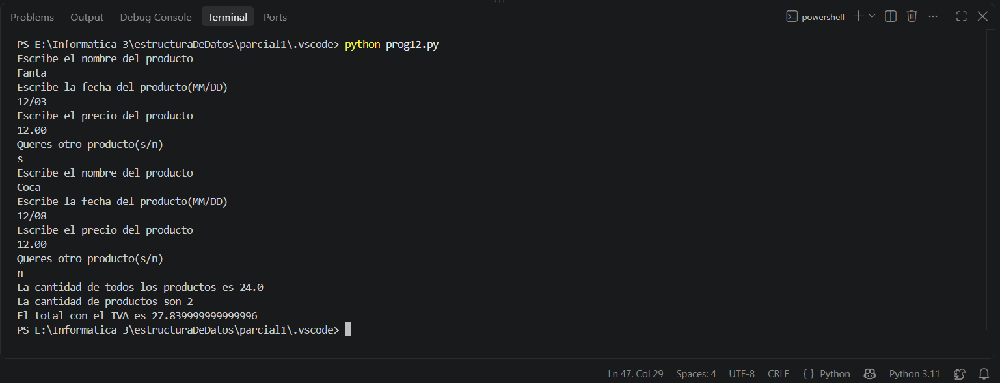 Problems Output Debug Console Terminal Ports powershell
PS E:\Informatica 3\estructuraDeDatos\parcial1\.vscode> python prog12.py
Escribe el nombre del producto
Fanta
Escribe la fecha del producto(MM/DD)
12/03
Escribe el precio del producto
12.00
Queres otro producto(s/n)
s
Escribe el nombre del producto
Coca
Escribe la fecha del producto(MM/DD)
12/08
Escribe el precio del producto
12.00
Queres otro producto(s/n)
n
La cantidad de todos los productos es 24.0
La cantidad de productos son 2
El total con el IVA es 27.839999999999996
PS E:\Informatica 3\estructuraDeDatos\parcial1\.vscode>
Ln 47, Col 29 Spaces: 4 UTF-8 CRLF {} Python Python 3.11